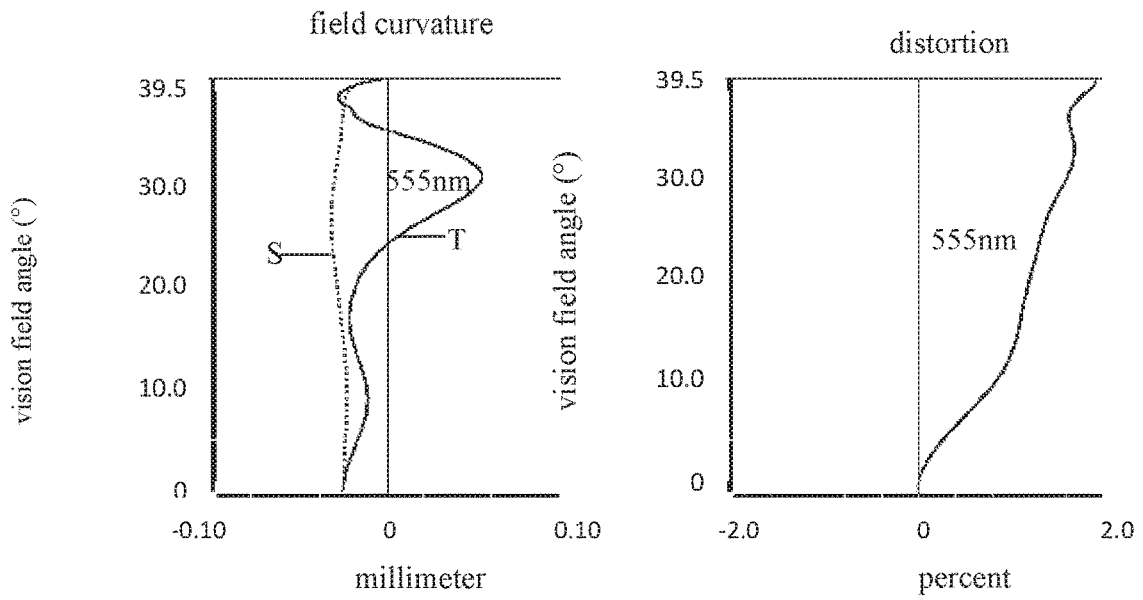 field curvature
39.5
30.0
20.0
10.0
0
vision field angle (°)
555nm
S
T
-0.10
0
0.10
millimeter
distortion
39.5
30.0
20.0
10.0
0
vision field angle (°)
555nm
-2.0
0
2.0
percent